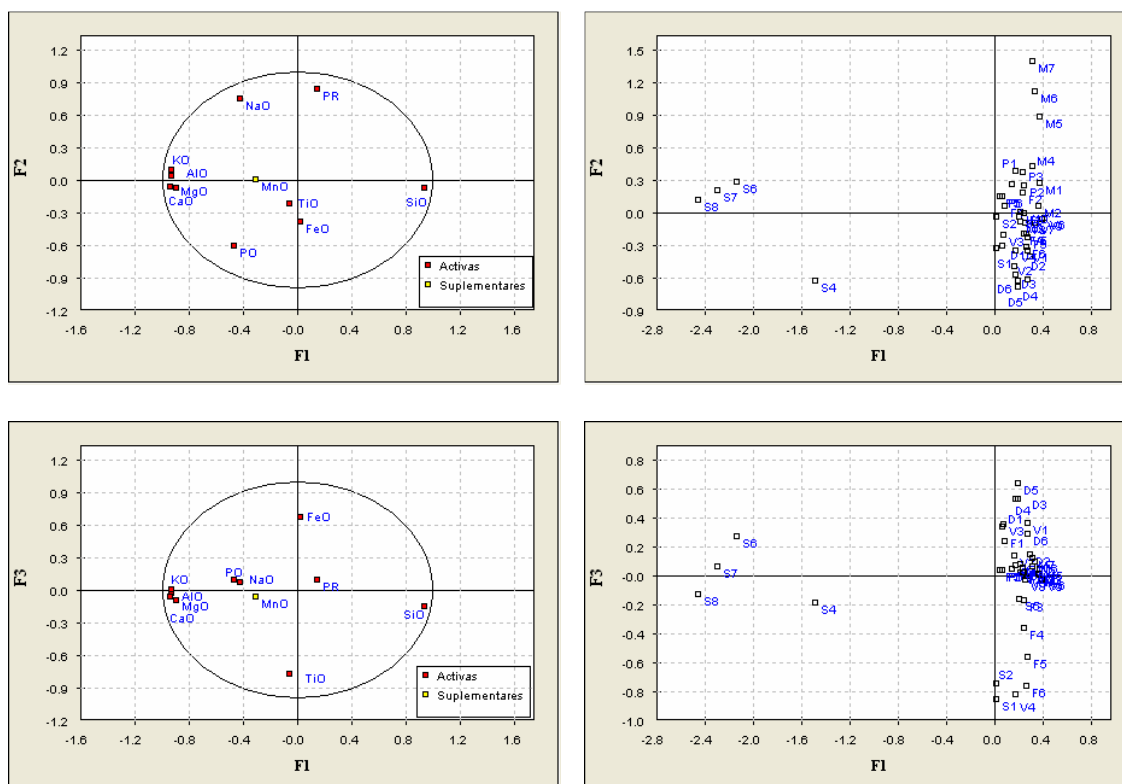 1.2
0.9
0.6
0.3
0.0
-0.3
-0.6
-0.9
-1.2
F2
NaO
PR
KO
AlO
MgO
CaO
MnO
TiO
SiO
FeO
PO
Activas
Suplementares
-1.6 -1.2 -0.8 -0.4 -0.0 0.4 0.8 1.2 1.6
F1
1.5
1.2
0.9
0.6
0.3
0.0
-0.3
-0.6
-0.9
F2
M7
M6
M5
P1
M4
P3
M1
P2
F2
S6
S7
S8
M2
S2
V3
S1
D1
D2
V2
S4
D6
D3
D5
D4
-2.8 -2.4 -2.0 -1.6 -1.2 -0.8 -0.4 0.0 0.4 0.8
F1
1.2
0.9
0.6
0.3
0.0
-0.3
-0.6
-0.9
-1.2
F3
FeO
KO
PO
NaO
PR
AlO
MgO
MnO
SiO
CaO
TiO
Activas
Suplementares
-1.6 -1.2 -0.8 -0.4 -0.0 0.4 0.8 1.2 1.6
F1
0.8
0.6
0.4
0.2
-0.0
-0.2
-0.4
-0.6
-0.8
-1.0
F3
D5
D4
D3
D1
V3
V1
F1
D6
S6
S7
S8
S4
F4
F5
S2
F6
S1
V4
-2.8 -2.4 -2.0 -1.6 -1.2 -0.8 -0.4 0.0 0.4 0.8
F1